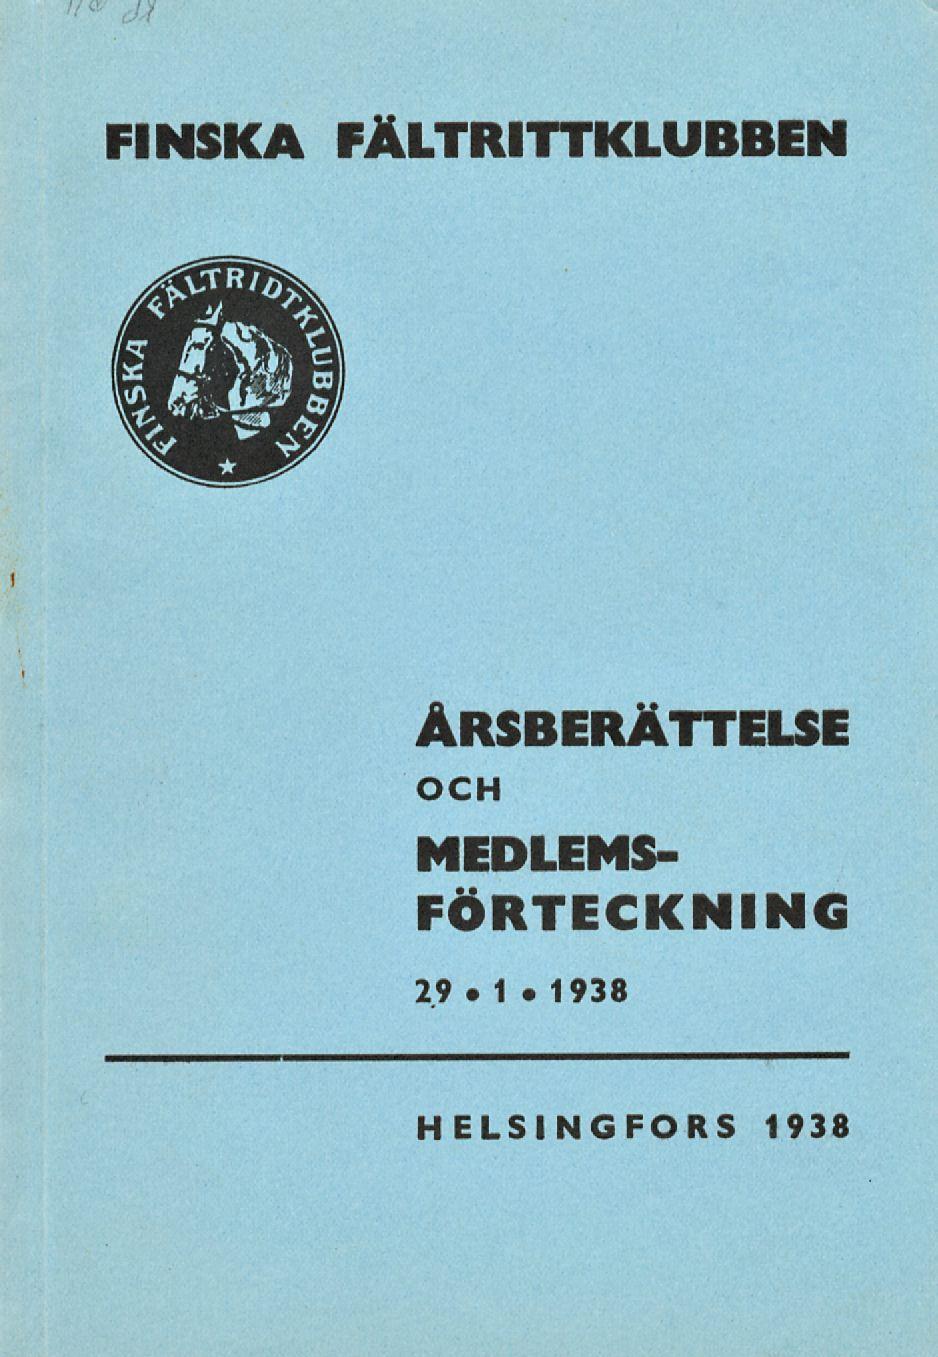 FINSKA FÄLTRITTKLUBBEN
FINSKA FÄLTRIDTKLUBBEN
ÅRSBERÄTTELSE
OCH
MEDLEMS-
FÖRTECKNING
29 • 1 • 1938
HELSINGFORS 1938